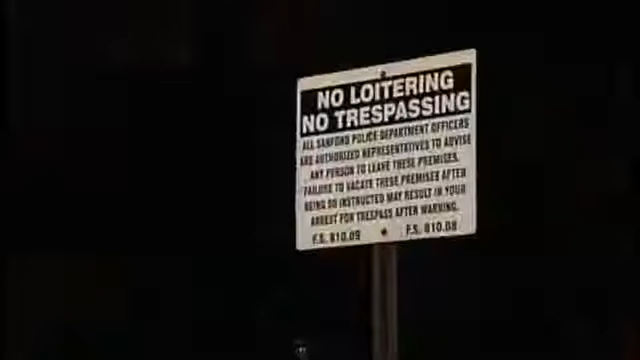 NO LOITERING
NO TRESPASSING
ALL SANFORD POLICE DEPARTMENT OFFICERS
ARE AUTHORIZED REPRESENTATIVES TO ADVISE
ANY PERSON TO LEAVE THESE PREMISES.
FAILURE TO VACATE THESE PREMISES AFTER
BEING SO INSTRUCTED MAY RESULT IN YOUR
ARREST FOR TRESPASS AFTER WARNING.
F.S. 810.09 F.S. 810.08